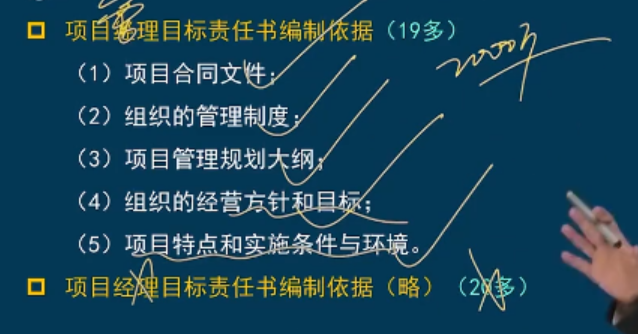 项目管理目标责任书编制依据（19多）
（1）项目合同文件；
（2）组织的管理制度；
（3）项目管理规划大纲；
（4）组织的经营方针和目标；
（5）项目特点和实施条件与环境。
项目经理目标责任书编制依据（略）（20多）